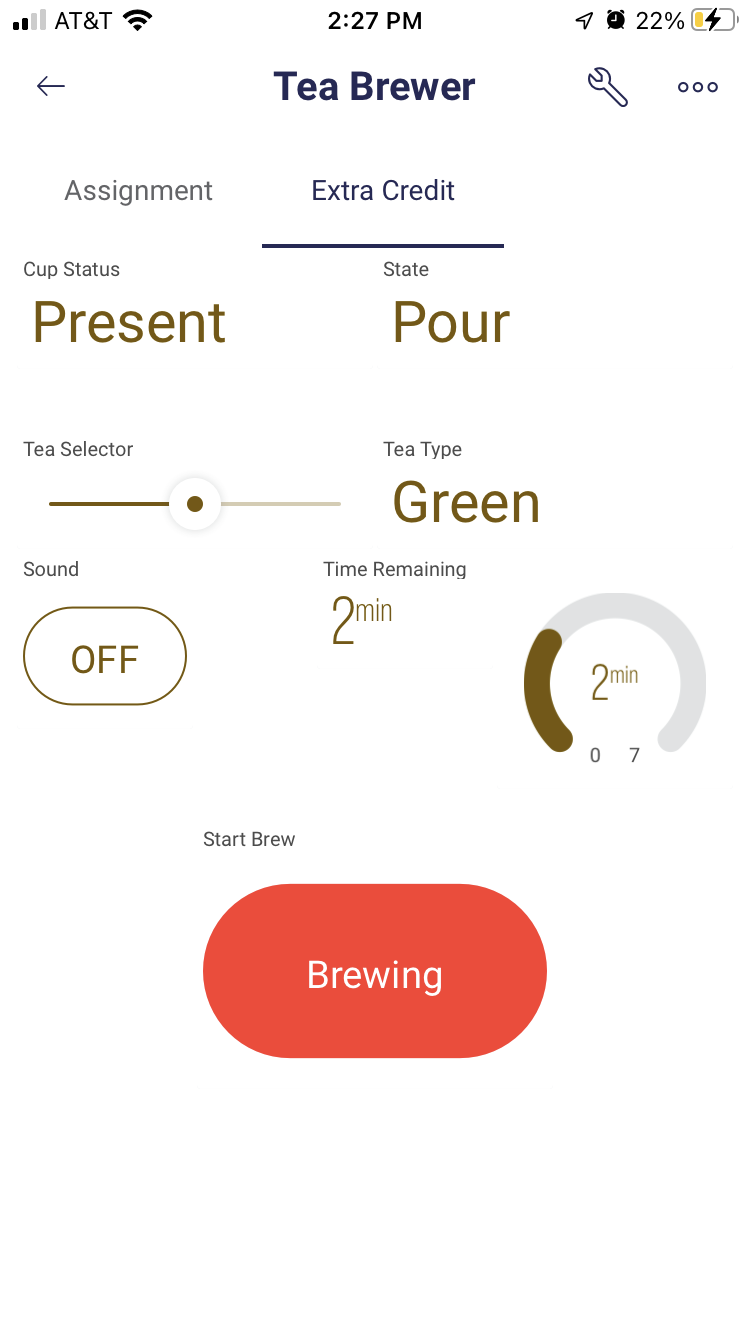 AT&T 2:27 PM 22%
Tea Brewer
Assignment Extra Credit
Cup Status State
Present Pour
Tea Selector Tea Type
Green
Sound Time Remaining
2min
OFF 2min
0 7
Start Brew
Brewing